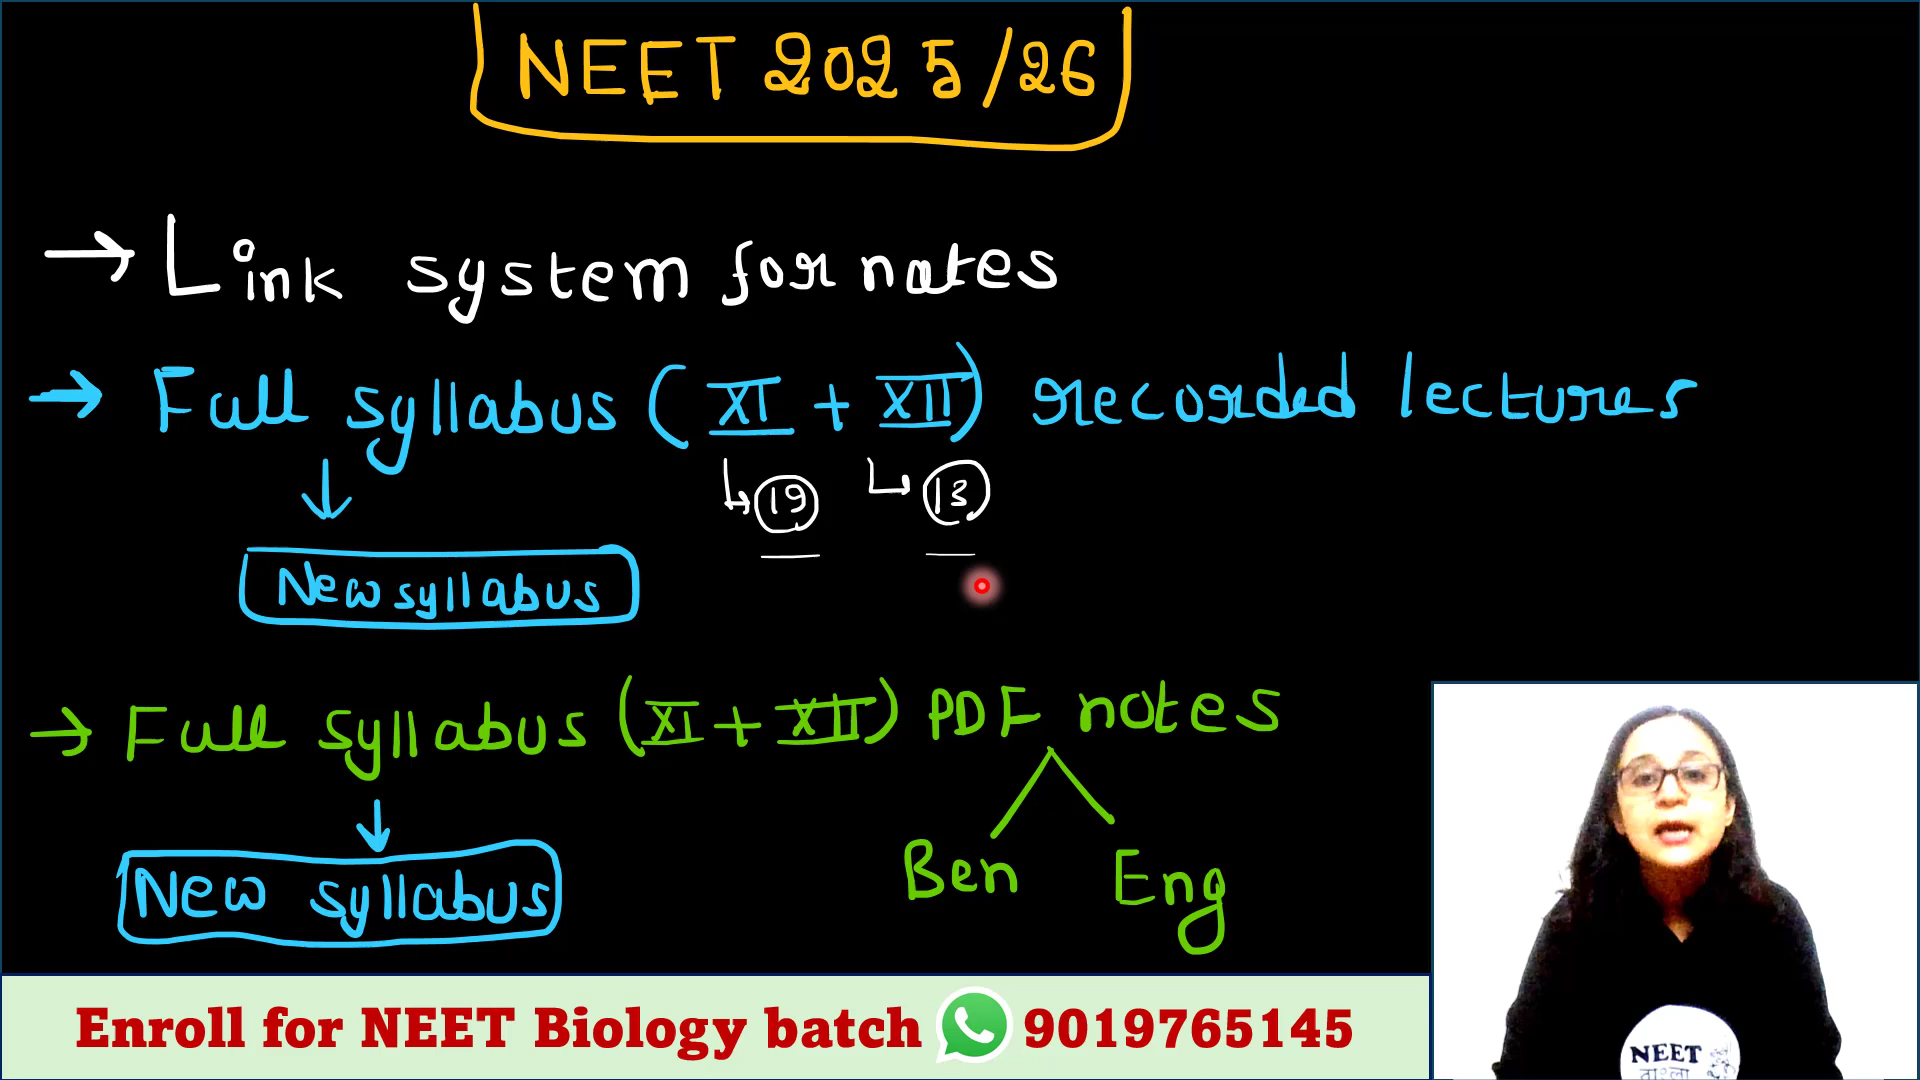 NEET 2025/26
→ Link system for notes
→ Full syllabus (XI + XII) recorded lectures
↳ 19 ↳ 13
↓
New syllabus
→ Full syllabus (XI + XII) PDF notes
↓
Ben Eng
New syllabus
Enroll for NEET Biology batch 9019765145
NEET
বাংলা